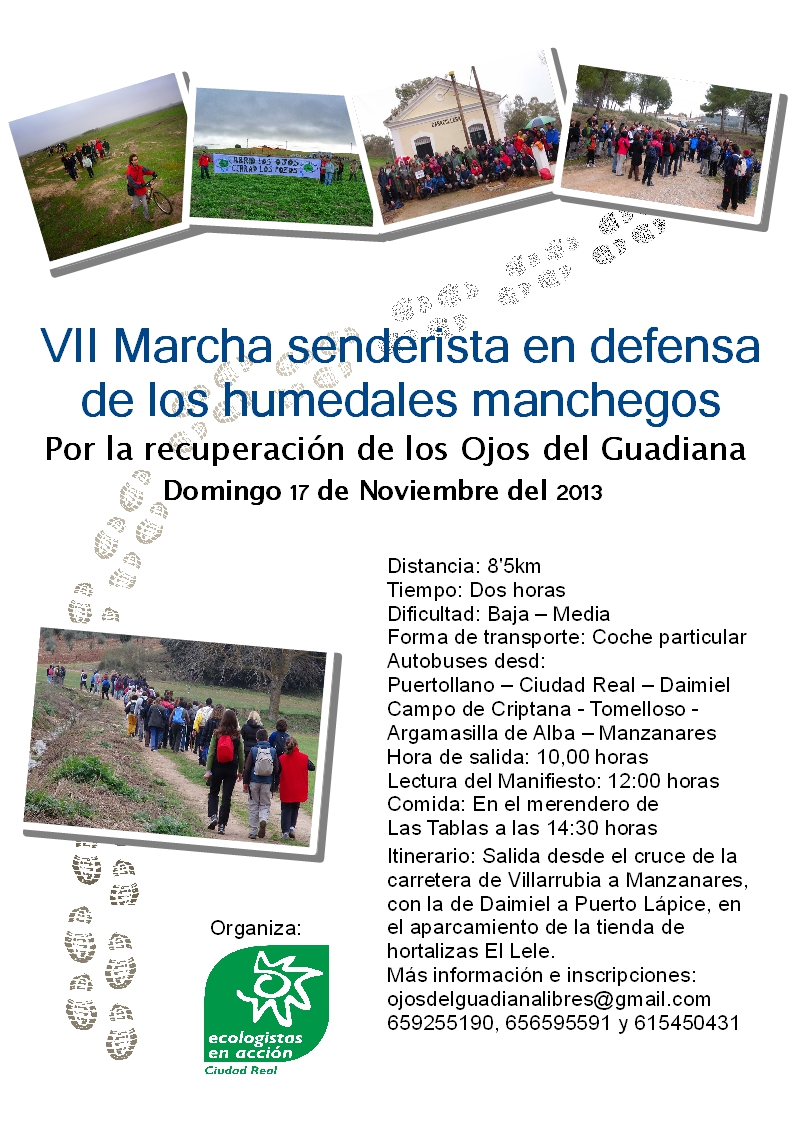 ABRID LOS OJOS
CERRAD LOS POZOS
VII Marcha senderista en defensa
de los humedales manchegos
Por la recuperación de los Ojos del Guadiana
Domingo 17 de Noviembre del 2013
Distancia: 8'5km
Tiempo: Dos horas
Dificultad: Baja – Media
Forma de transporte: Coche particular
Autobuses desd:
Puertollano – Ciudad Real – Daimiel
Campo de Criptana - Tomelloso -
Argamasilla de Alba – Manzanares
Hora de salida: 10,00 horas
Lectura del Manifiesto: 12:00 horas
Comida: En el merendero de
Las Tablas a las 14:30 horas
Itinerario: Salida desde el cruce de la
carretera de Villarrubia a Manzanares,
con la de Daimiel a Puerto Lápice, en
el aparcamiento de la tienda de
hortalizas El Lele.
Más información e inscripciones:
ojosdelguadianalibres@gmail.com
659255190, 656595591 y 615450431
Organiza:
ecologistas
en acción
Ciudad Real